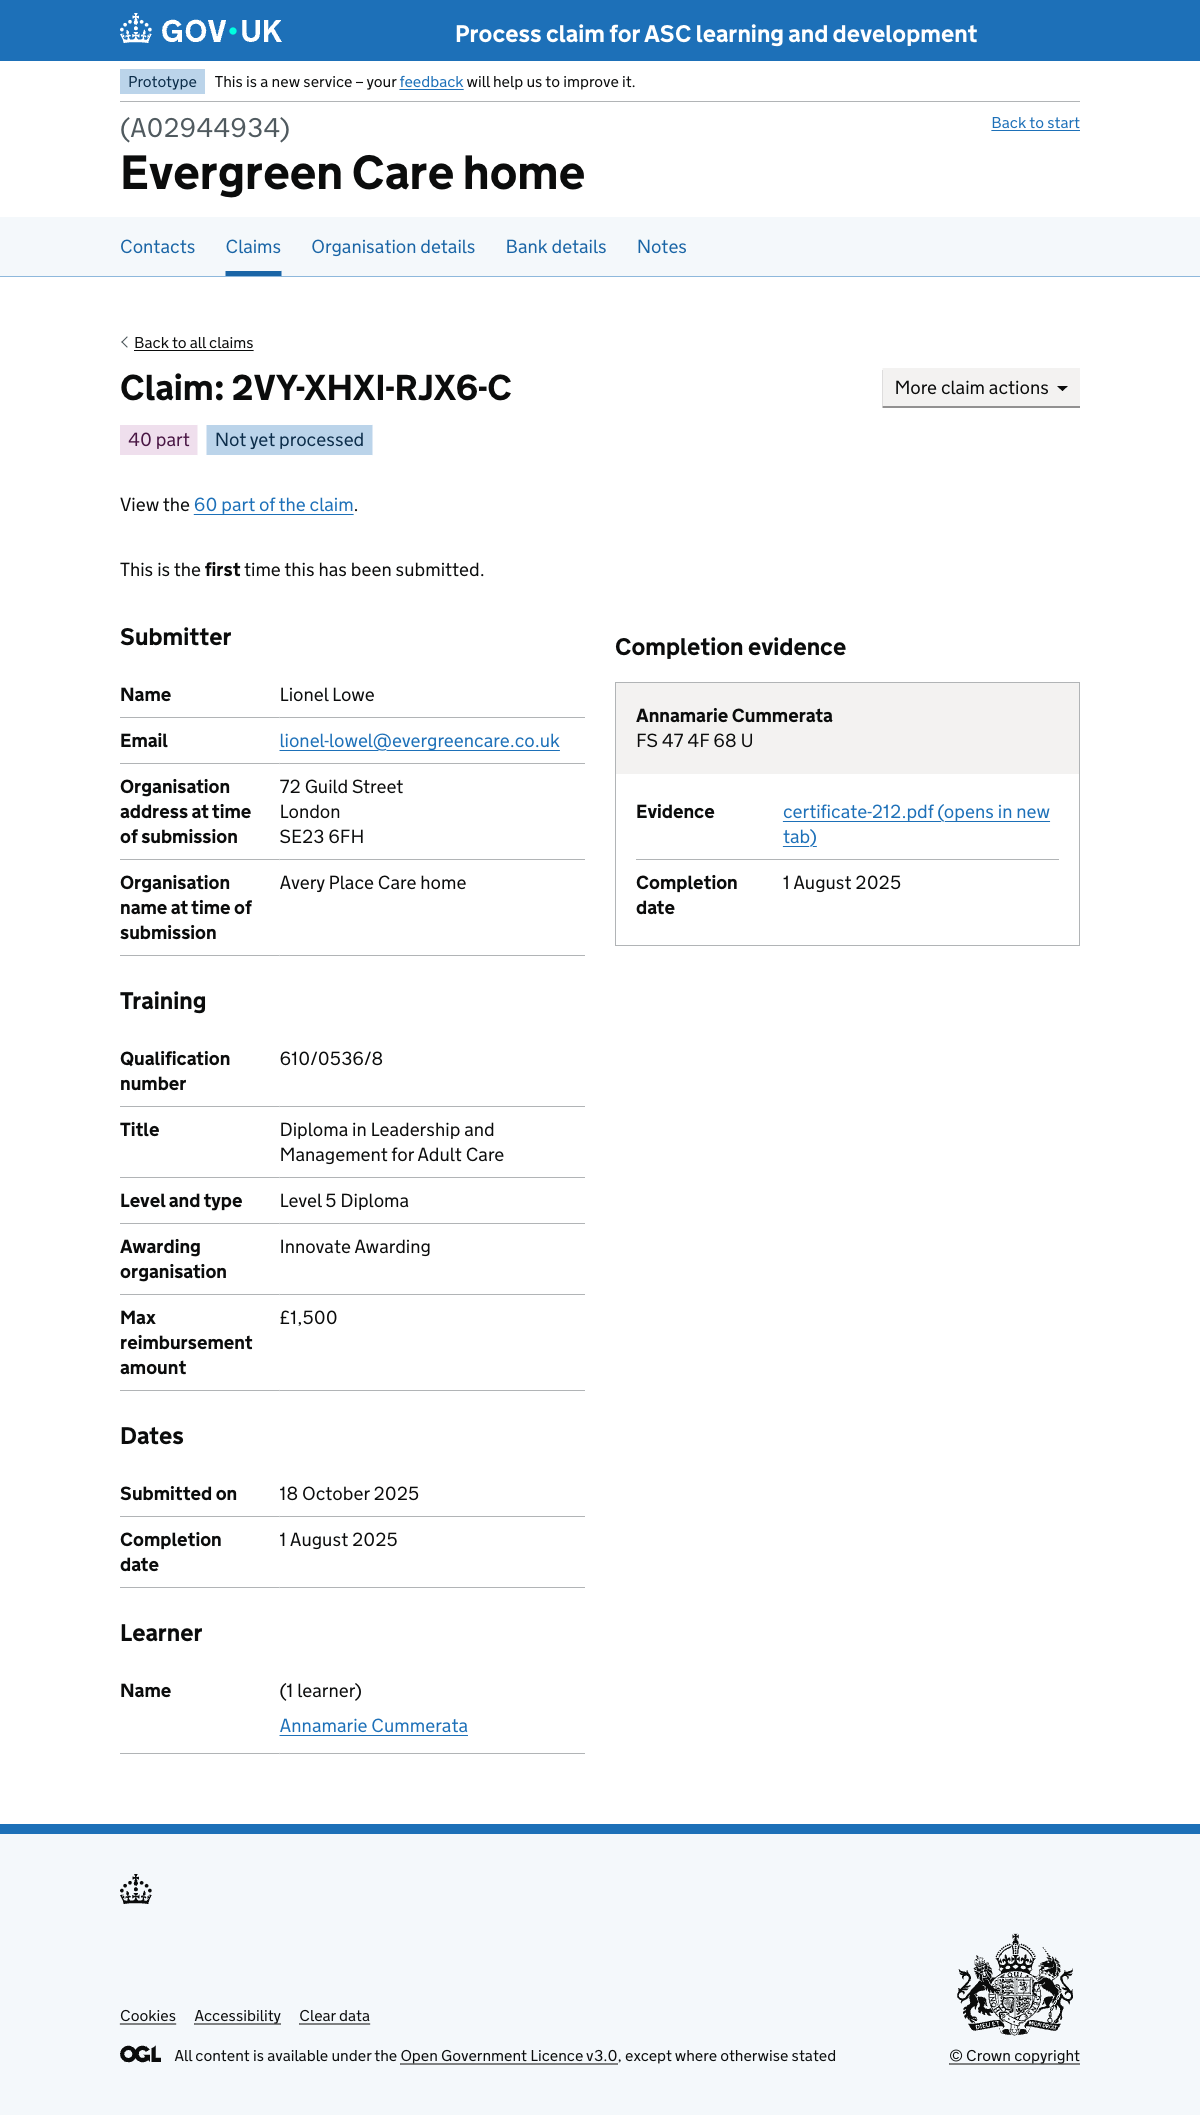 GOV·UK
Process claim for ASC learning and development
Prototype This is a new service – your feedback will help us to improve it.
(A02944934)
Back to start
Evergreen Care home
Contacts Claims Organisation details Bank details Notes
Back to all claims
Claim: 2VY-XHXI-RJX6-C
More claim actions
40 part Not yet processed
View the 60 part of the claim.
This is the first time this has been submitted.
Submitter
Name Lionel Lowe
Email lionel-lowel@evergreencare.co.uk
Organisation address at time of submission
72 Guild Street
London
SE23 6FH
Organisation name at time of submission
Avery Place Care home
Completion evidence
Annamarie Cummerata
FS 47 4F 68 U
Evidence certificate-212.pdf (opens in new tab)
Completion date 1 August 2025
Training
Qualification number 610/0536/8
Title Diploma in Leadership and Management for Adult Care
Level and type Level 5 Diploma
Awarding organisation Innovate Awarding
Max reimbursement amount £1,500
Dates
Submitted on 18 October 2025
Completion date 1 August 2025
Learner
Name (1 learner)
Annamarie Cummerata
Cookies Accessibility Clear data
OGL All content is available under the Open Government Licence v3.0, except where otherwise stated
© Crown copyright